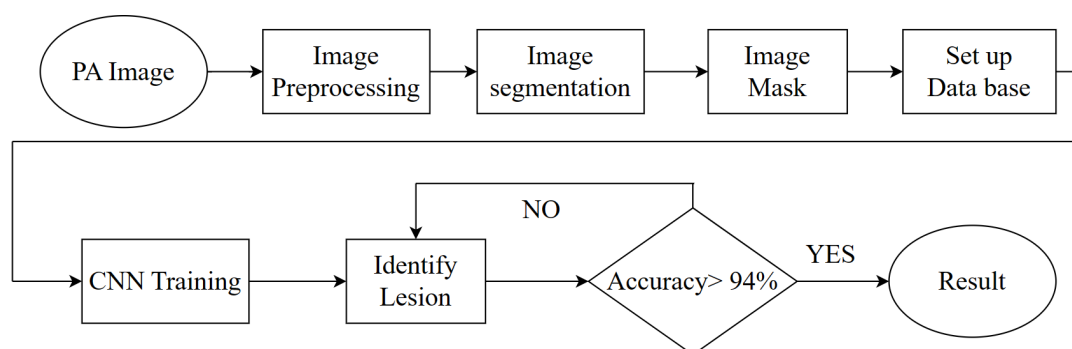 PA Image
Image
Preprocessing
Image
segmentation
Image
Mask
Set up
Data base
CNN Training
Identify
Lesion
NO
Accuracy> 94%
YES
Result